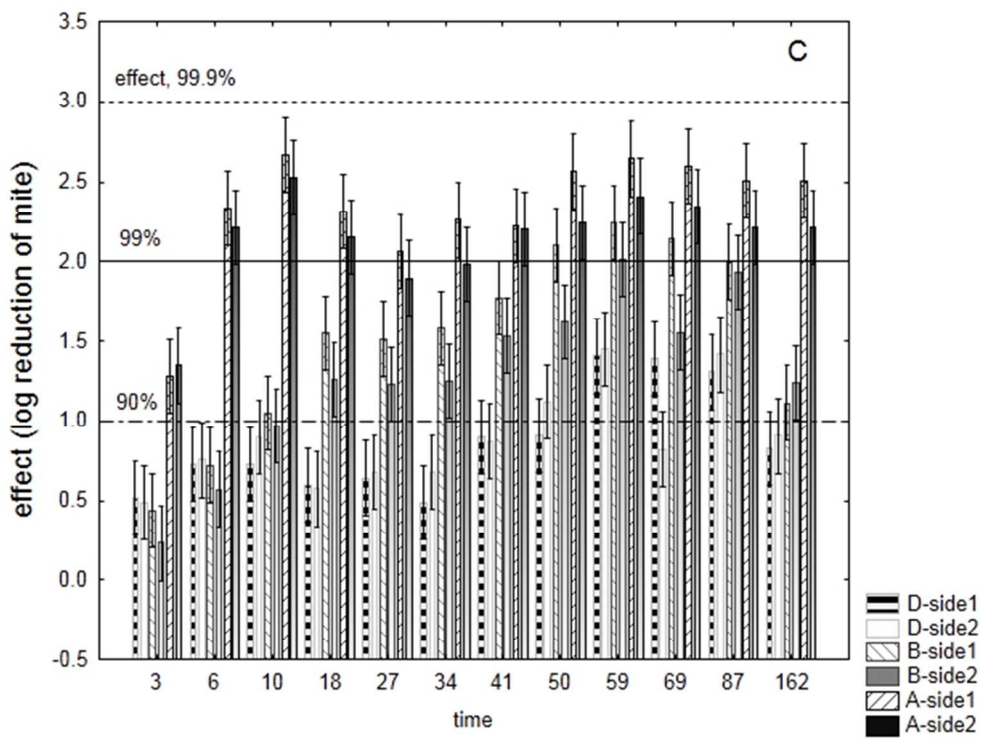 C
effect, 99.9%
99%
90%
effect (log reduction of mite)
3.5
3.0
2.5
2.0
1.5
1.0
0.5
0.0
-0.5
3 6 10 18 27 34 41 50 59 69 87 162
time
D-side1
D-side2
B-side1
B-side2
A-side1
A-side2